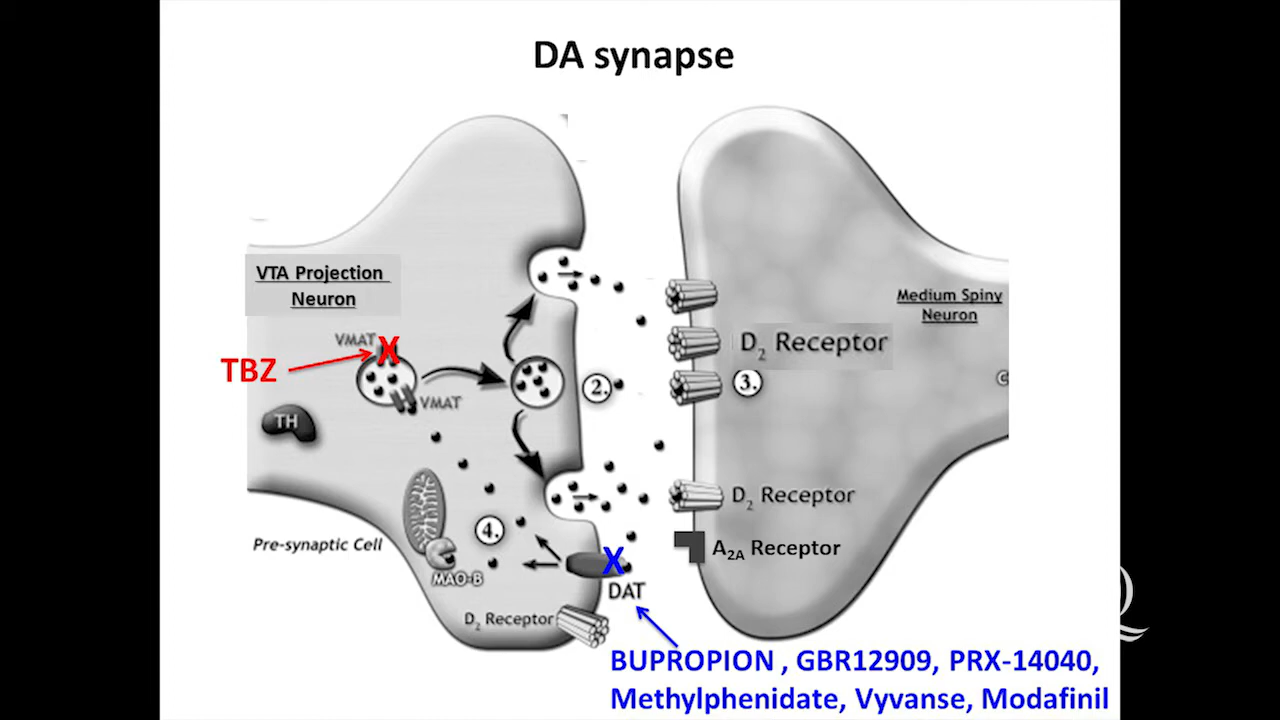 DA synapse
VTA Projection
Neuron
VMAT
X
TBZ
VMAT
TH
2.
Medium Spiny
Neuron
D2 Receptor
3.
D2 Receptor
A2A Receptor
Pre-synaptic Cell
4.
MAO-B
X
DAT
D2 Receptor
BUPROPION , GBR12909, PRX-14040,
Methylphenidate, Vyvanse, Modafinil